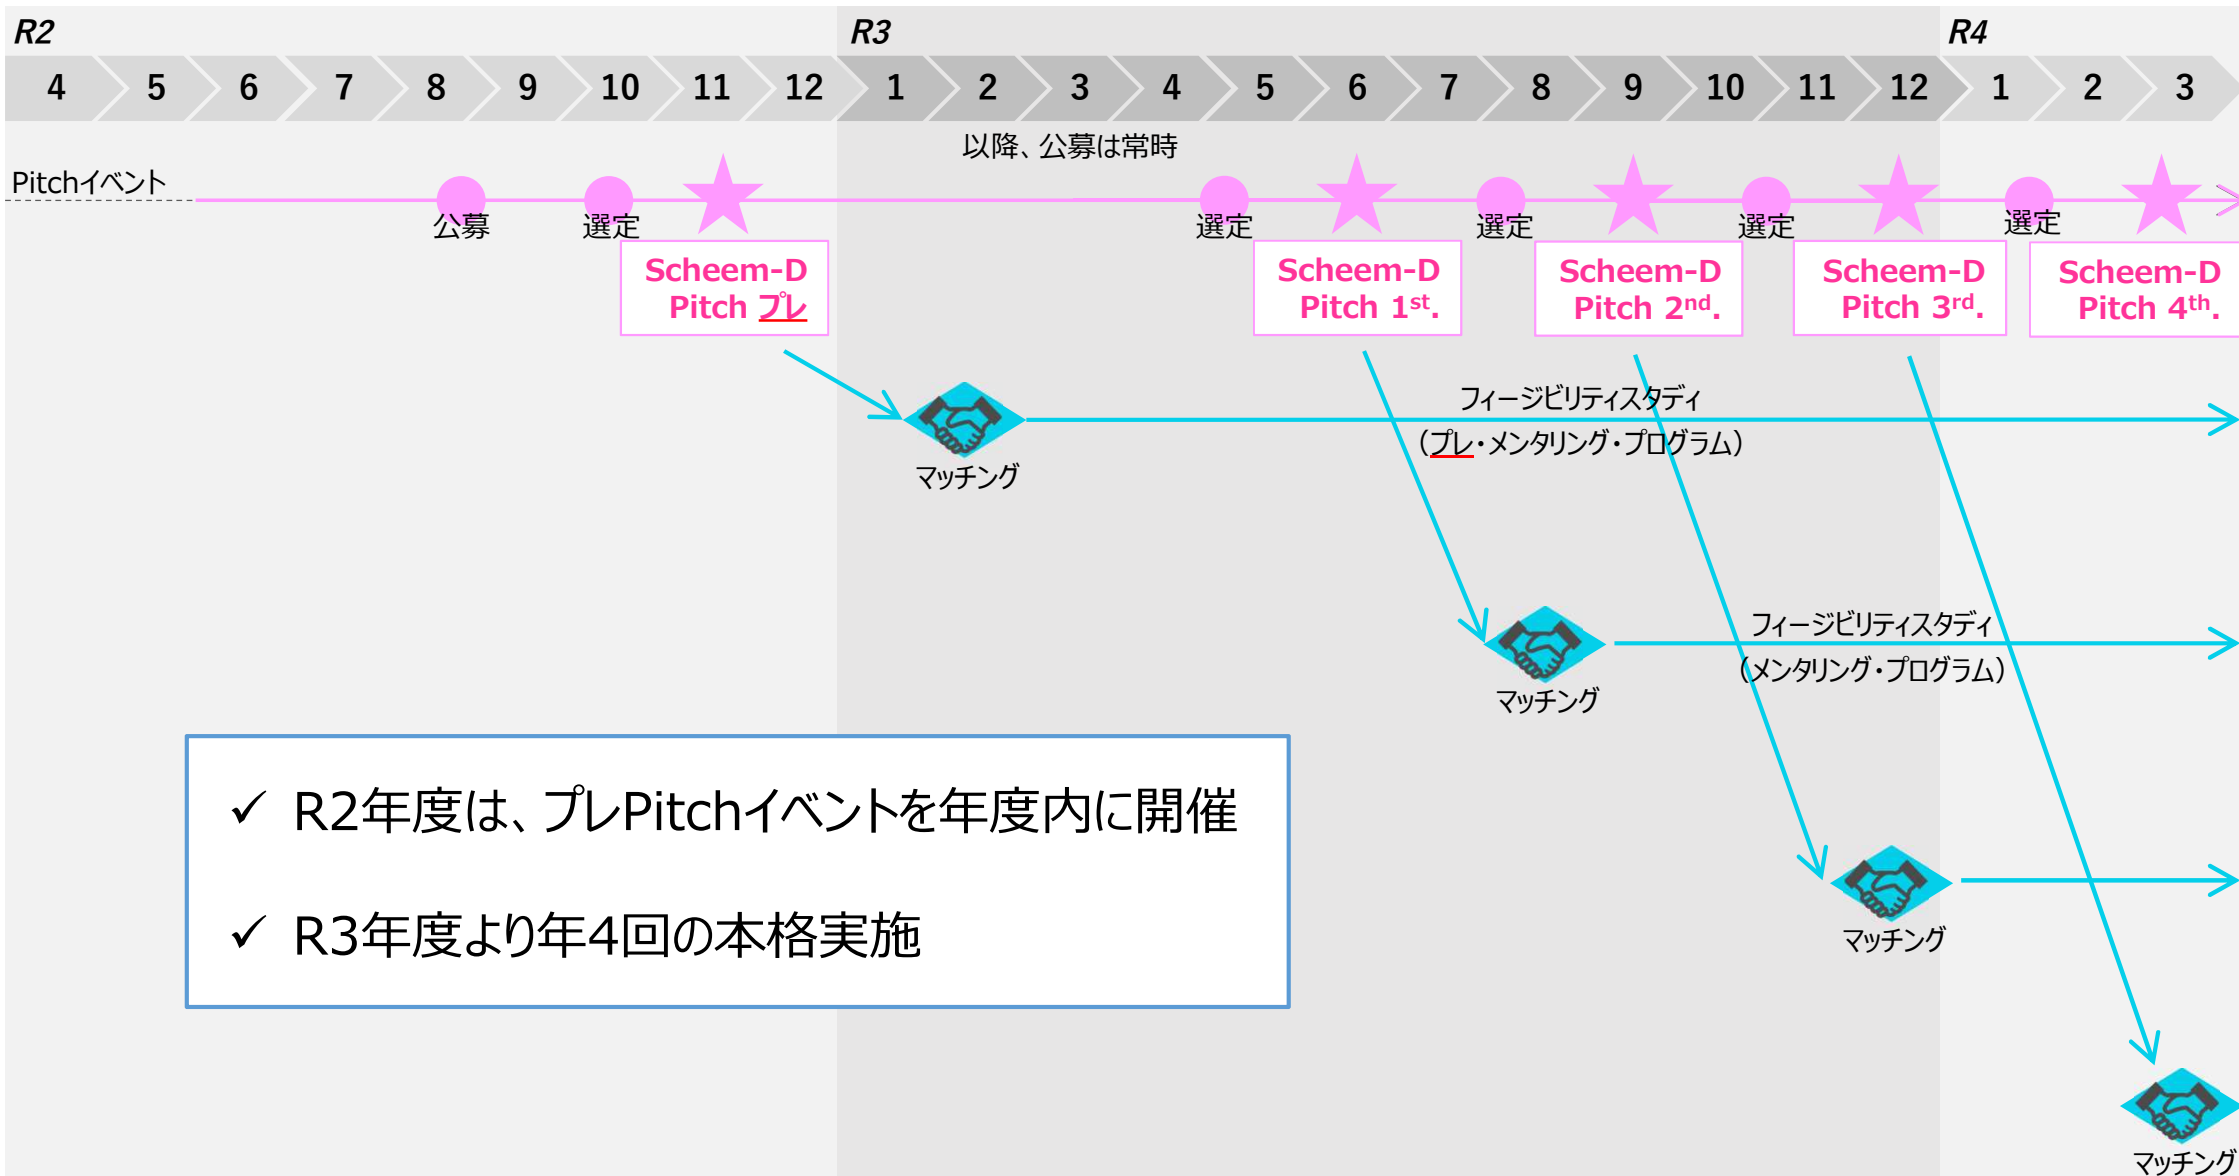 R2
R3
R4
4 5 6 7 8 9 10 11 12 1 2 3 4 5 6 7 8 9 10 11 12 1 2 3
以降、公募は常時
Pitchイベント
公募
選定
選定
選定
選定
選定
Scheem-D
Pitch プレ
Scheem-D
Pitch 1st.
Scheem-D
Pitch 2nd.
Scheem-D
Pitch 3rd.
Scheem-D
Pitch 4th.
フィージビリティスタディ
（プレ・メンタリング・プログラム）
マッチング
フィージビリティスタディ
（メンタリング・プログラム）
マッチング
✓ R2年度は、プレPitchイベントを年度内に開催
✓ R3年度より年4回の本格実施
マッチング
マッチング